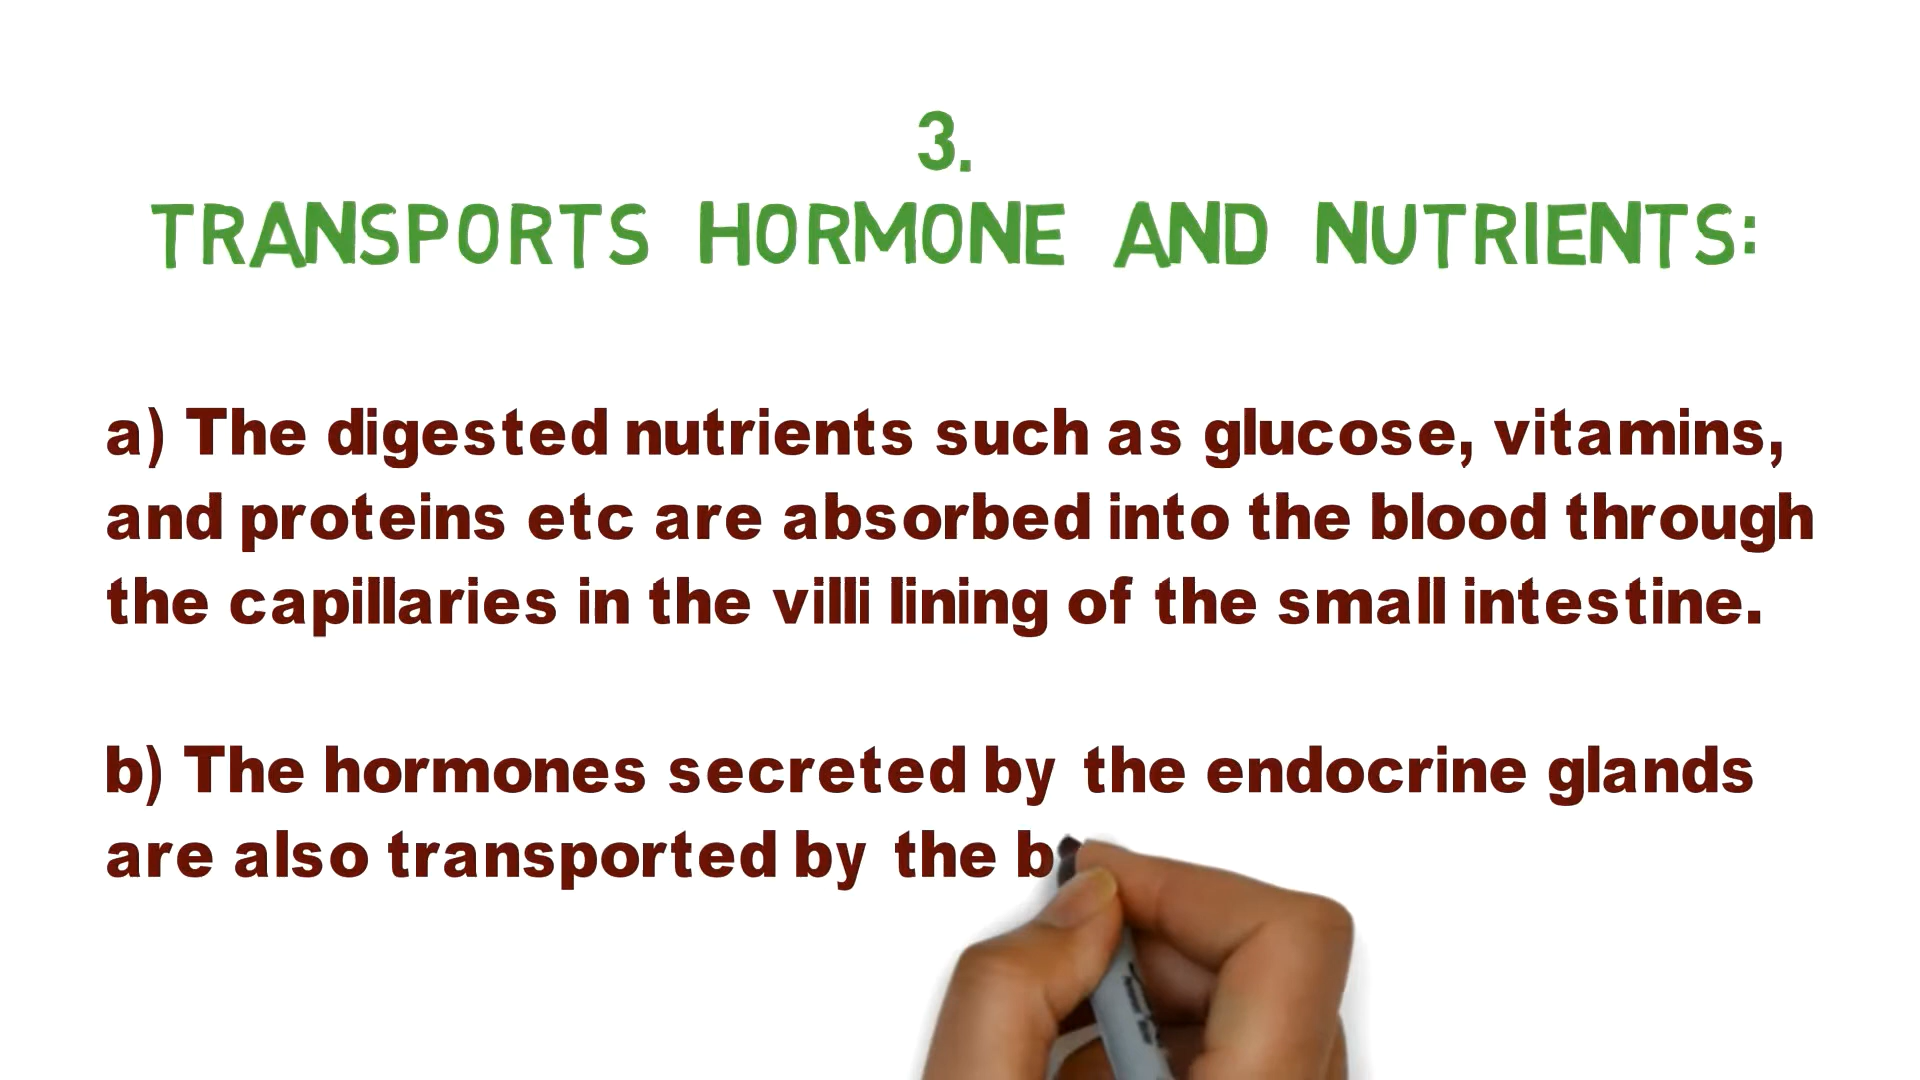 3.
TRANSPORTS HORMONE AND NUTRIENTS:
a) The digested nutrients such as glucose, vitamins,
and proteins etc are absorbed into the blood through
the capillaries in the villi lining of the small intestine.
b) The hormones secreted by the endocrine glands
are also transported by the b